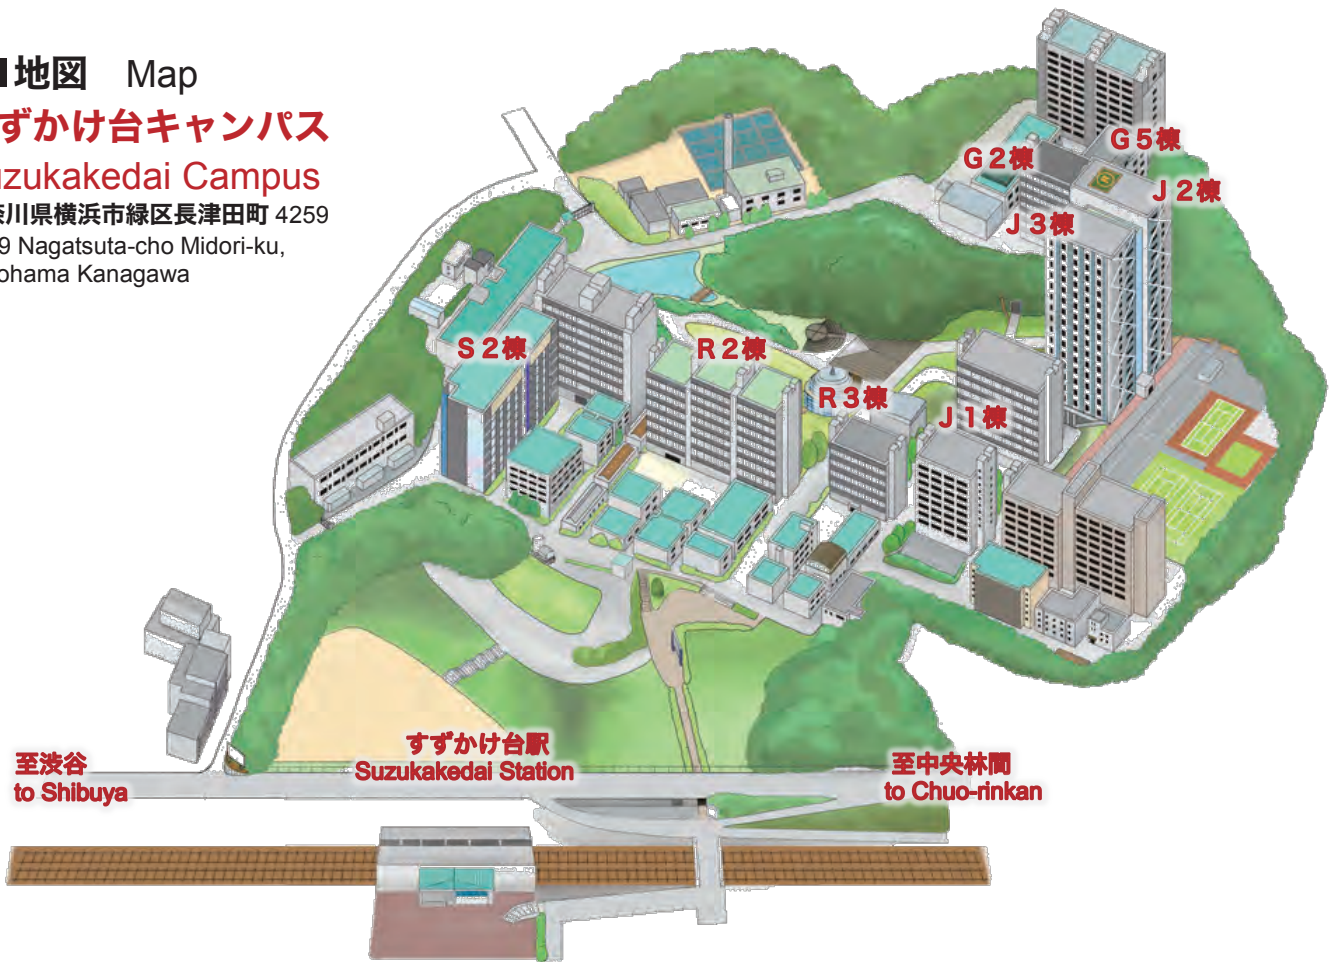 地図 Map
ずかけ台キャンパス
uzukakedai Campus
奈川県横浜市緑区長津田町 4259
9 Nagatsuta-cho Midori-ku,
ohama Kanagawa
G5棟
G2棟
J2棟
J3棟
S2棟
R2棟
R3棟
J1棟
すずかけ台駅
Suzukakedai Station
至渋谷
to Shibuya
至中央林間
to Chuo-rinkan